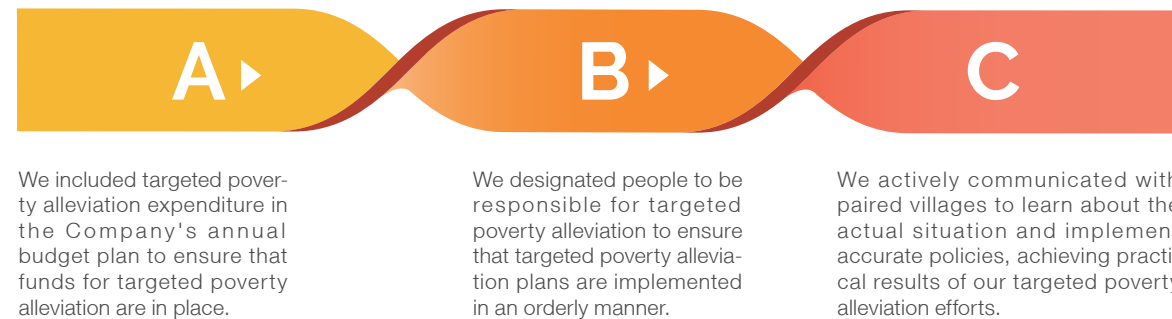 A
B
C
We included targeted pover-
ty alleviation expenditure in
the Company's annual
budget plan to ensure that
funds for targeted poverty
alleviation are in place.
We designated people to be
responsible for targeted
poverty alleviation to ensure
that targeted poverty allevia-
tion plans are implemented
in an orderly manner.
We actively communicated with
paired villages to learn about the
actual situation and implemen
accurate policies, achieving practi
cal results of our targeted poverty
alleviation efforts.